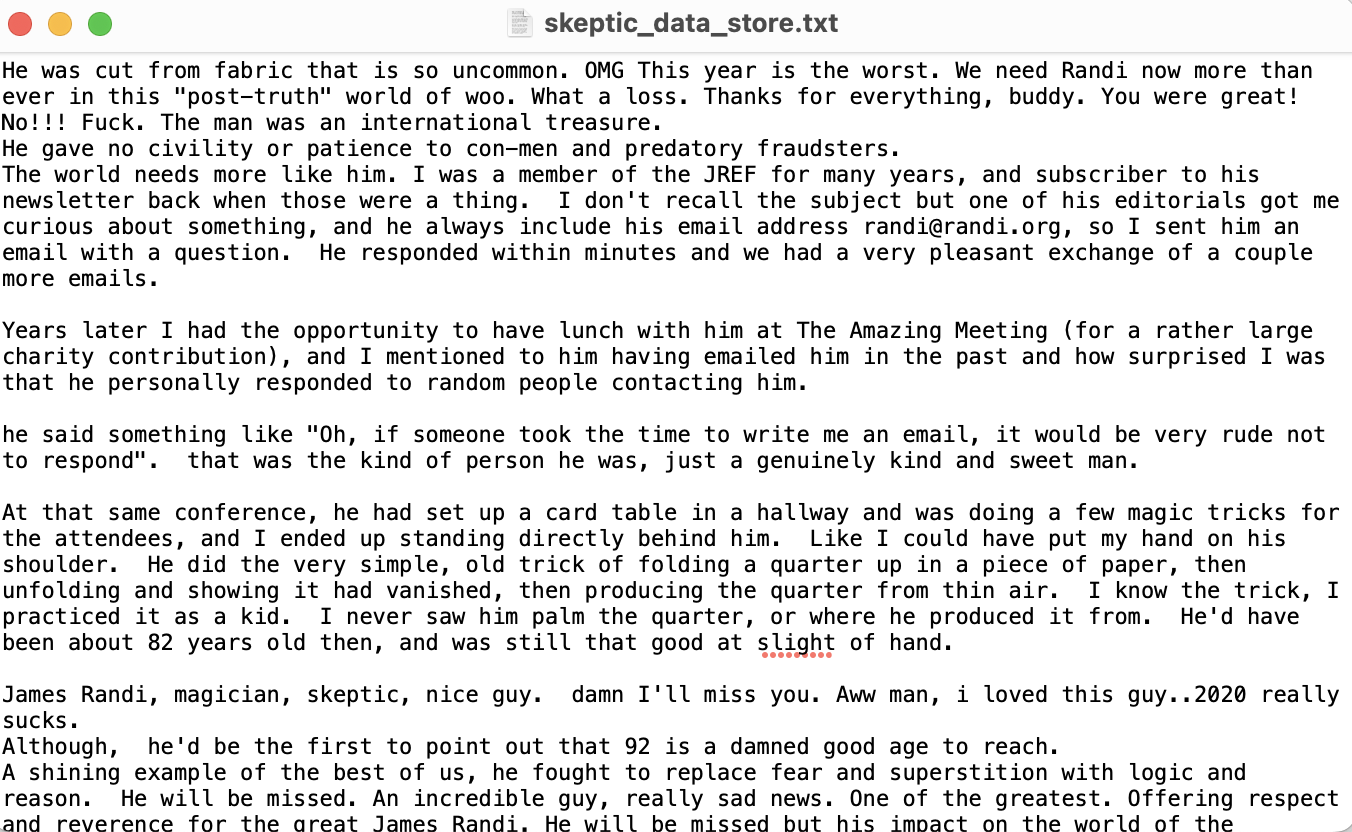 skeptic_data_store.txt
He was cut from fabric that is so uncommon. OMG This year is the worst. We need Randi now more than
ever in this "post-truth" world of woo. What a loss. Thanks for everything, buddy. You were great!
No!!! Fuck. The man was an international treasure.
He gave no civility or patience to con-men and predatory fraudsters.
The world needs more like him. I was a member of the JREF for many years, and subscriber to his
newsletter back when those were a thing.  I don't recall the subject but one of his editorials got me
curious about something, and he always include his email address randi@randi.org, so I sent him an
email with a question.  He responded within minutes and we had a very pleasant exchange of a couple
more emails.

Years later I had the opportunity to have lunch with him at The Amazing Meeting (for a rather large
charity contribution), and I mentioned to him having emailed him in the past and how surprised I was
that he personally responded to random people contacting him.

he said something like "Oh, if someone took the time to write me an email, it would be very rude not
to respond".  that was the kind of person he was, just a genuinely kind and sweet man.

At that same conference, he had set up a card table in a hallway and was doing a few magic tricks for
the attendees, and I ended up standing directly behind him.  Like I could have put my hand on his
shoulder.  He did the very simple, old trick of folding a quarter up in a piece of paper, then
unfolding and showing it had vanished, then producing the quarter from thin air.  I know the trick, I
practiced it as a kid.  I never saw him palm the quarter, or where he produced it from.  He'd have
been about 82 years old then, and was still that good at slight of hand.

James Randi, magician, skeptic, nice guy.  damn I'll miss you. Aww man, i loved this guy..2020 really
sucks.
Although,  he'd be the first to point out that 92 is a damned good age to reach.
A shining example of the best of us, he fought to replace fear and superstition with logic and
reason.  He will be missed. An incredible guy, really sad news. One of the greatest. Offering respect
and reverence for the great James Randi. He will be missed but his impact on the world of the